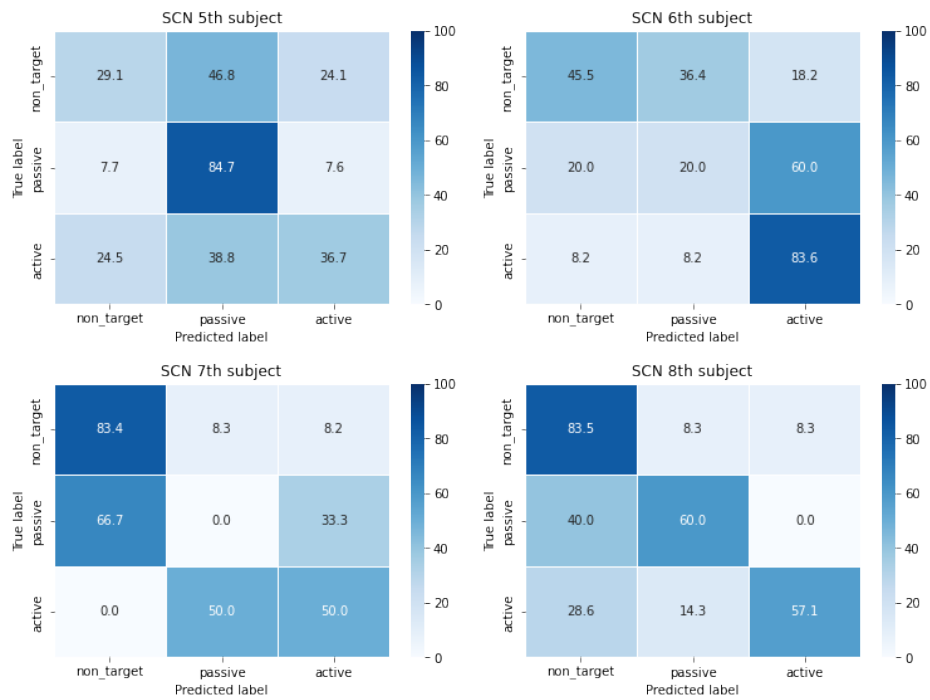 SCN 5th subject
non_target 29.1 46.8 24.1
passive 7.7 84.7 7.6
active 24.5 38.8 36.7
True label
non_target passive active
Predicted label
100
80
60
40
20
0
SCN 6th subject
non_target 45.5 36.4 18.2
passive 20.0 20.0 60.0
active 8.2 8.2 83.6
True label
non_target passive active
Predicted label
100
80
60
40
20
0
SCN 7th subject
non_target 83.4 8.3 8.2
passive 66.7 0.0 33.3
active 0.0 50.0 50.0
True label
non_target passive active
Predicted label
100
80
60
40
20
0
SCN 8th subject
non_target 83.5 8.3 8.3
passive 40.0 60.0 0.0
active 28.6 14.3 57.1
True label
non_target passive active
Predicted label
100
80
60
40
20
0